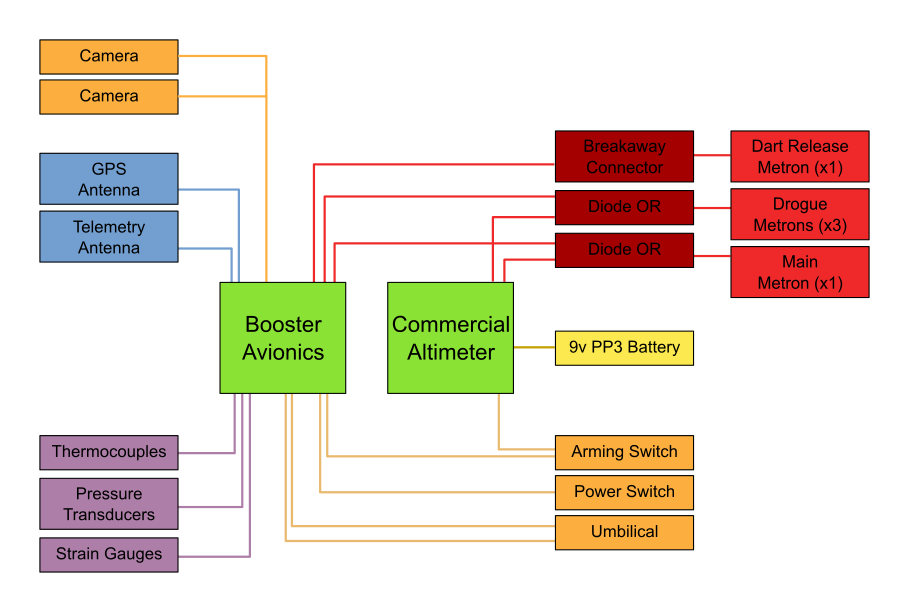 Camera
Camera
GPS
Antenna
Telemetry
Antenna
Breakaway
Connector
Dart Release
Metron (x1)
Diode OR
Drogue
Metrons (x3)
Diode OR
Main
Metron (x1)
Booster
Avionics
Commercial
Altimeter
9v PP3 Battery
Thermocouples
Pressure
Transducers
Strain Gauges
Arming Switch
Power Switch
Umbilical